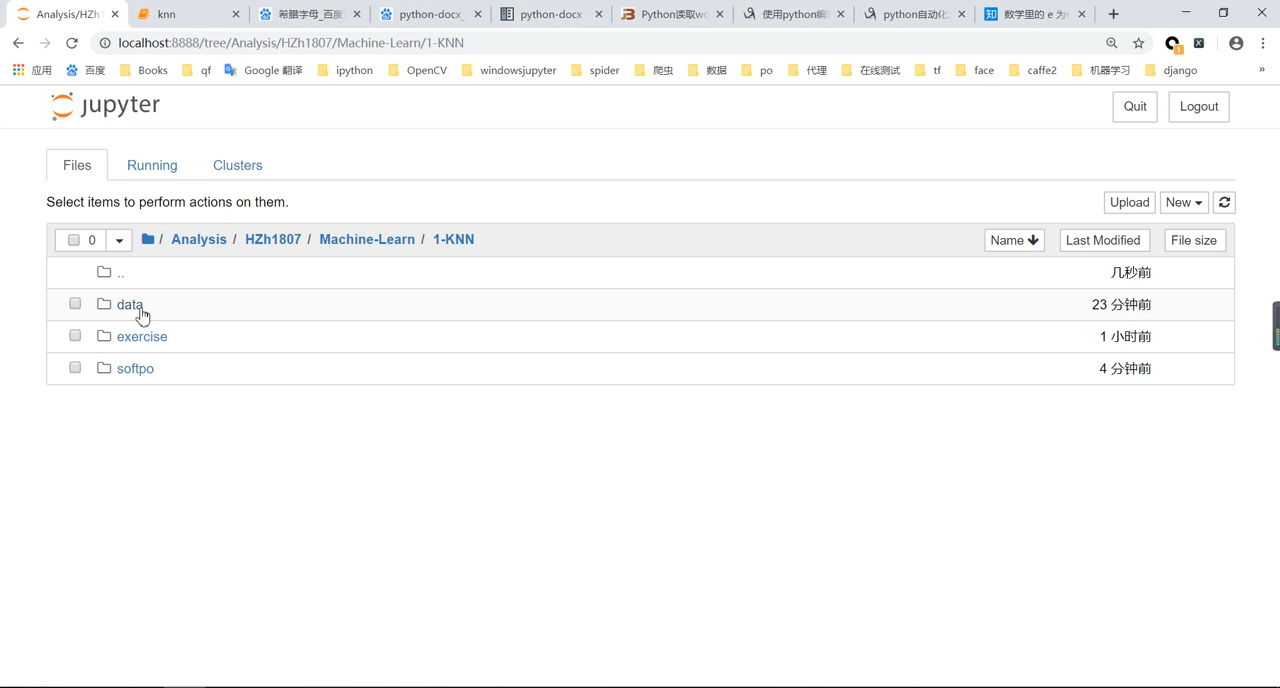 Analysis/HZh1
knn
希腊字母_百度
python-docx_
python-docx
Python读取wo
使用python编
python自动化
数学里的 e 为
localhost:8888/tree/Analysis/HZh1807/Machine-Learn/1-KNN
应用 百度 Books qf Google 翻译 ipython OpenCV windowsjupyter spider 爬虫 数据 po 代理 在线测试 tf face caffe2 机器学习 django »
jupyter
Quit Logout
Files Running Clusters
Select items to perform actions on them.
Upload New
0 / Analysis / HZh1807 / Machine-Learn / 1-KNN Name Last Modified File size
.. 几秒前
data 23 分钟前
exercise 1 小时前
softpo 4 分钟前